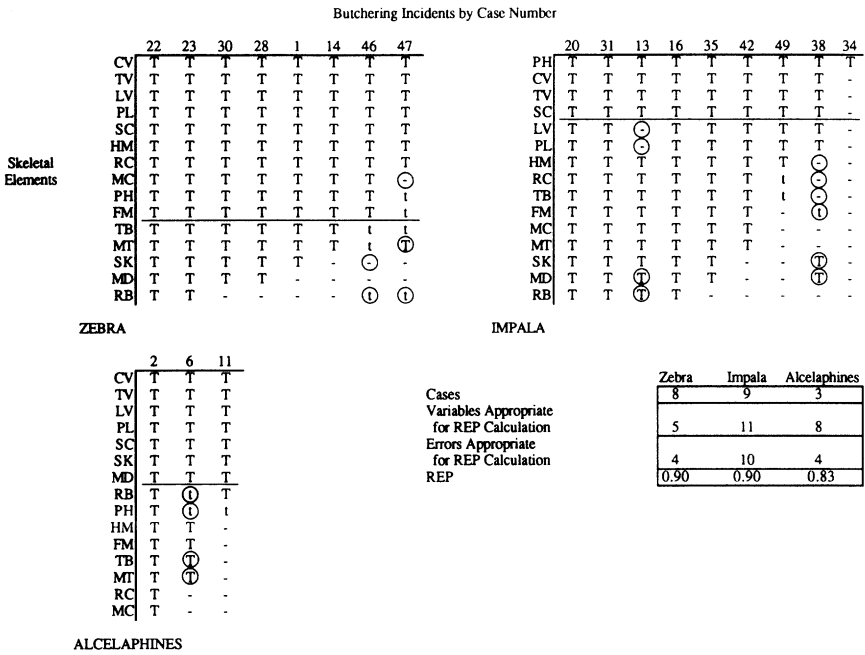 Butchering Incidents by Case Number
22 23 30 28 1 14 46 47
CV T T T T T T T T
TV T T T T T T T T
LV T T T T T T T T
PL T T T T T T T T
SC T T T T T T T T
HM T T T T T T T T
RC T T T T T T T T
MC T T T T T T T -
PH T T T T T T T t
FM T T T T T T T t
TB T T T T T T t t
MT T T T T T T t T
SK T T T T T - - -
MD T T T T - - - -
RB T T - - - - t t
Skeletal
Elements
ZEBRA
20 31 13 16 35 42 49 38 34
PH T T T T T T T T T
CV T T T T T T T T -
TV T T T T T T T T -
SC T T T T T T T T -
LV T T - T T T T T -
PL T T - T T T T T -
HM T T T T T T T - -
RC T T T T T T t - -
TB T T T T T T t - -
FM T T T T T T - t -
MC T T T T T T - - -
MT T T T T T T - - -
SK T T T T T - - T -
MD T T T T T - - T -
RB T T T T - - - - -
IMPALA
2 6 11
CV T T T
TV T T T
LV T T T
PL T T T
SC T T T
SK T T T
MD T T T
RB T t T
PH T t t
HM T T -
FM T T -
TB T T -
MT T T -
RC T - -
MC T - -
ALCELAPHINES
Zebra Impala Alcelaphines
Cases 8 9 3
Variables Appropriate
for REP Calculation 5 11 8
Errors Appropriate
for REP Calculation 4 10 4
REP 0.90 0.90 0.83